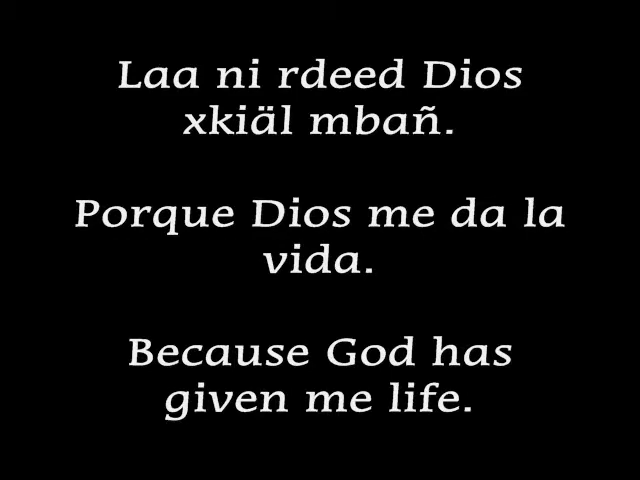 Laa ni rdeed Dios
xkiäl mbañ.
Porque Dios me da la
vida.
Because God has
given me life.